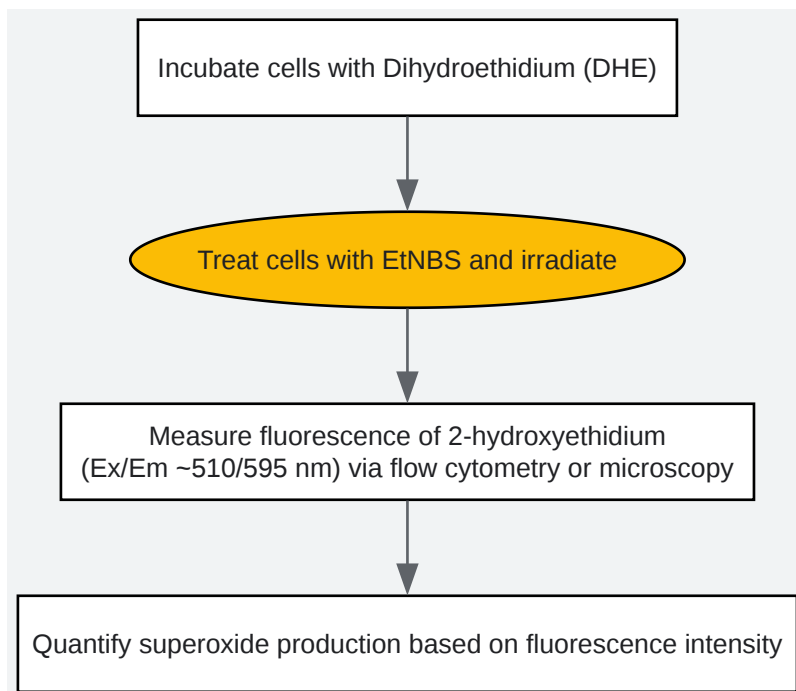 Incubate cells with Dihydroethidium (DHE)
Treat cells with EtNBS and irradiate
Measure fluorescence of 2-hydroxyethidium
(Ex/Em ~510/595 nm) via flow cytometry or microscopy
Quantify superoxide production based on fluorescence intensity